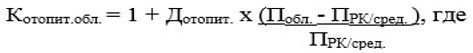 Котопит.обл. = 1 + Дотопит. х (Побл. - ПРК/сред. ), где
ПРК/сред.